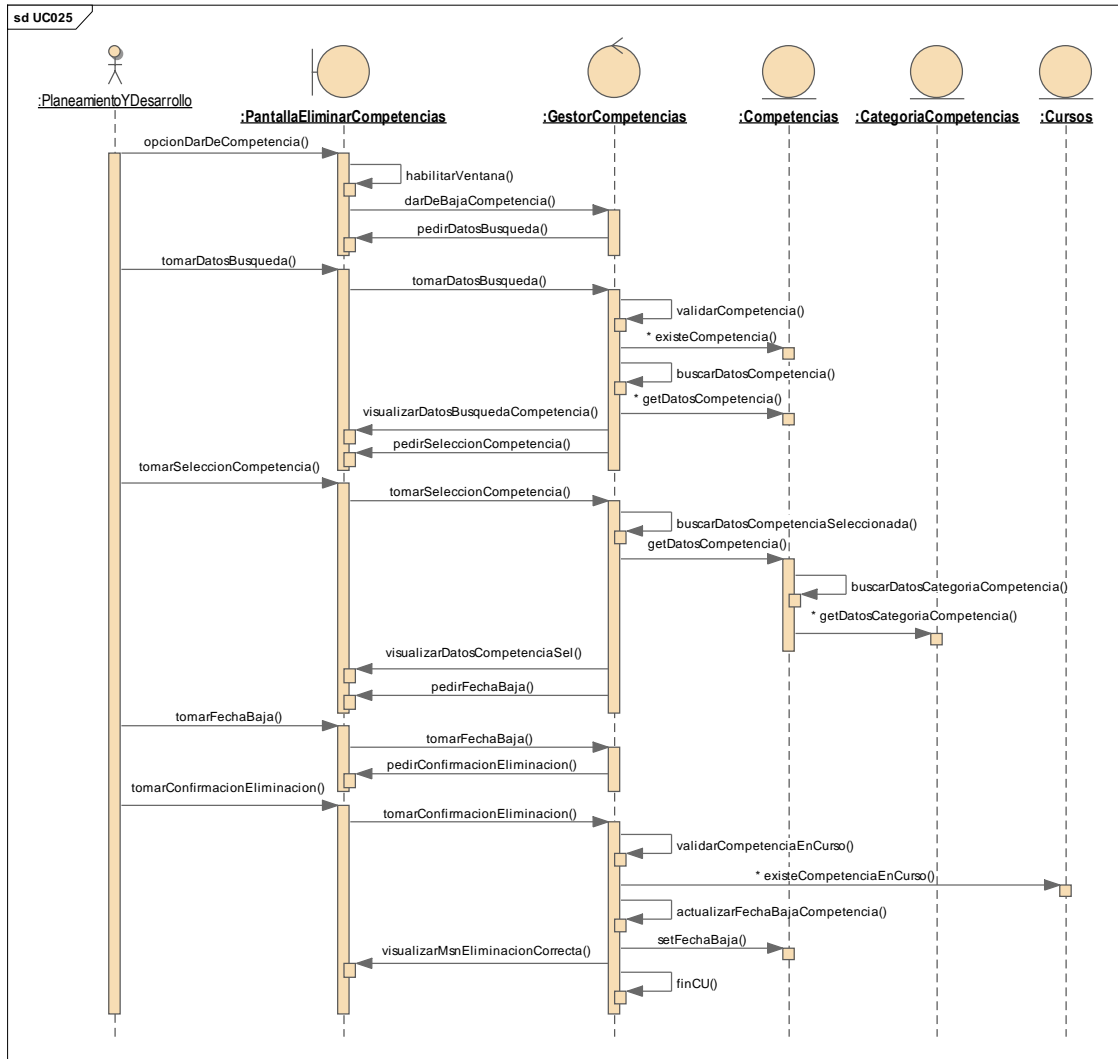 sd UC025
:PlaneamientoYDesarrollo
:PantallaEliminarCompetencias
:GestorCompetencias
:Competencias
:CategoriaCompetencias
:Cursos
opcionDarDeCompetencia()
habilitarVentana()
darDeBajaCompetencia()
pedirDatosBusqueda()
tomarDatosBusqueda()
tomarDatosBusqueda()
validarCompetencia()
* existeCompetencia()
buscarDatosCompetencia()
* getDatosCompetencia()
visualizarDatosBusquedaCompetencia()
pedirSeleccionCompetencia()
tomarSeleccionCompetencia()
tomarSeleccionCompetencia()
buscarDatosCompetenciaSeleccionada()
getDatosCompetencia()
buscarDatosCategoriaCompetencia()
* getDatosCategoriaCompetencia()
visualizarDatosCompetenciaSel()
pedirFechaBaja()
tomarFechaBaja()
tomarFechaBaja()
pedirConfirmacionEliminacion()
tomarConfirmacionEliminacion()
tomarConfirmacionEliminacion()
validarCompetenciaEnCurso()
* existeCompetenciaEnCurso()
actualizarFechaBajaCompetencia()
setFechaBaja()
visualizarMsnEliminacionCorrecta()
finCU()